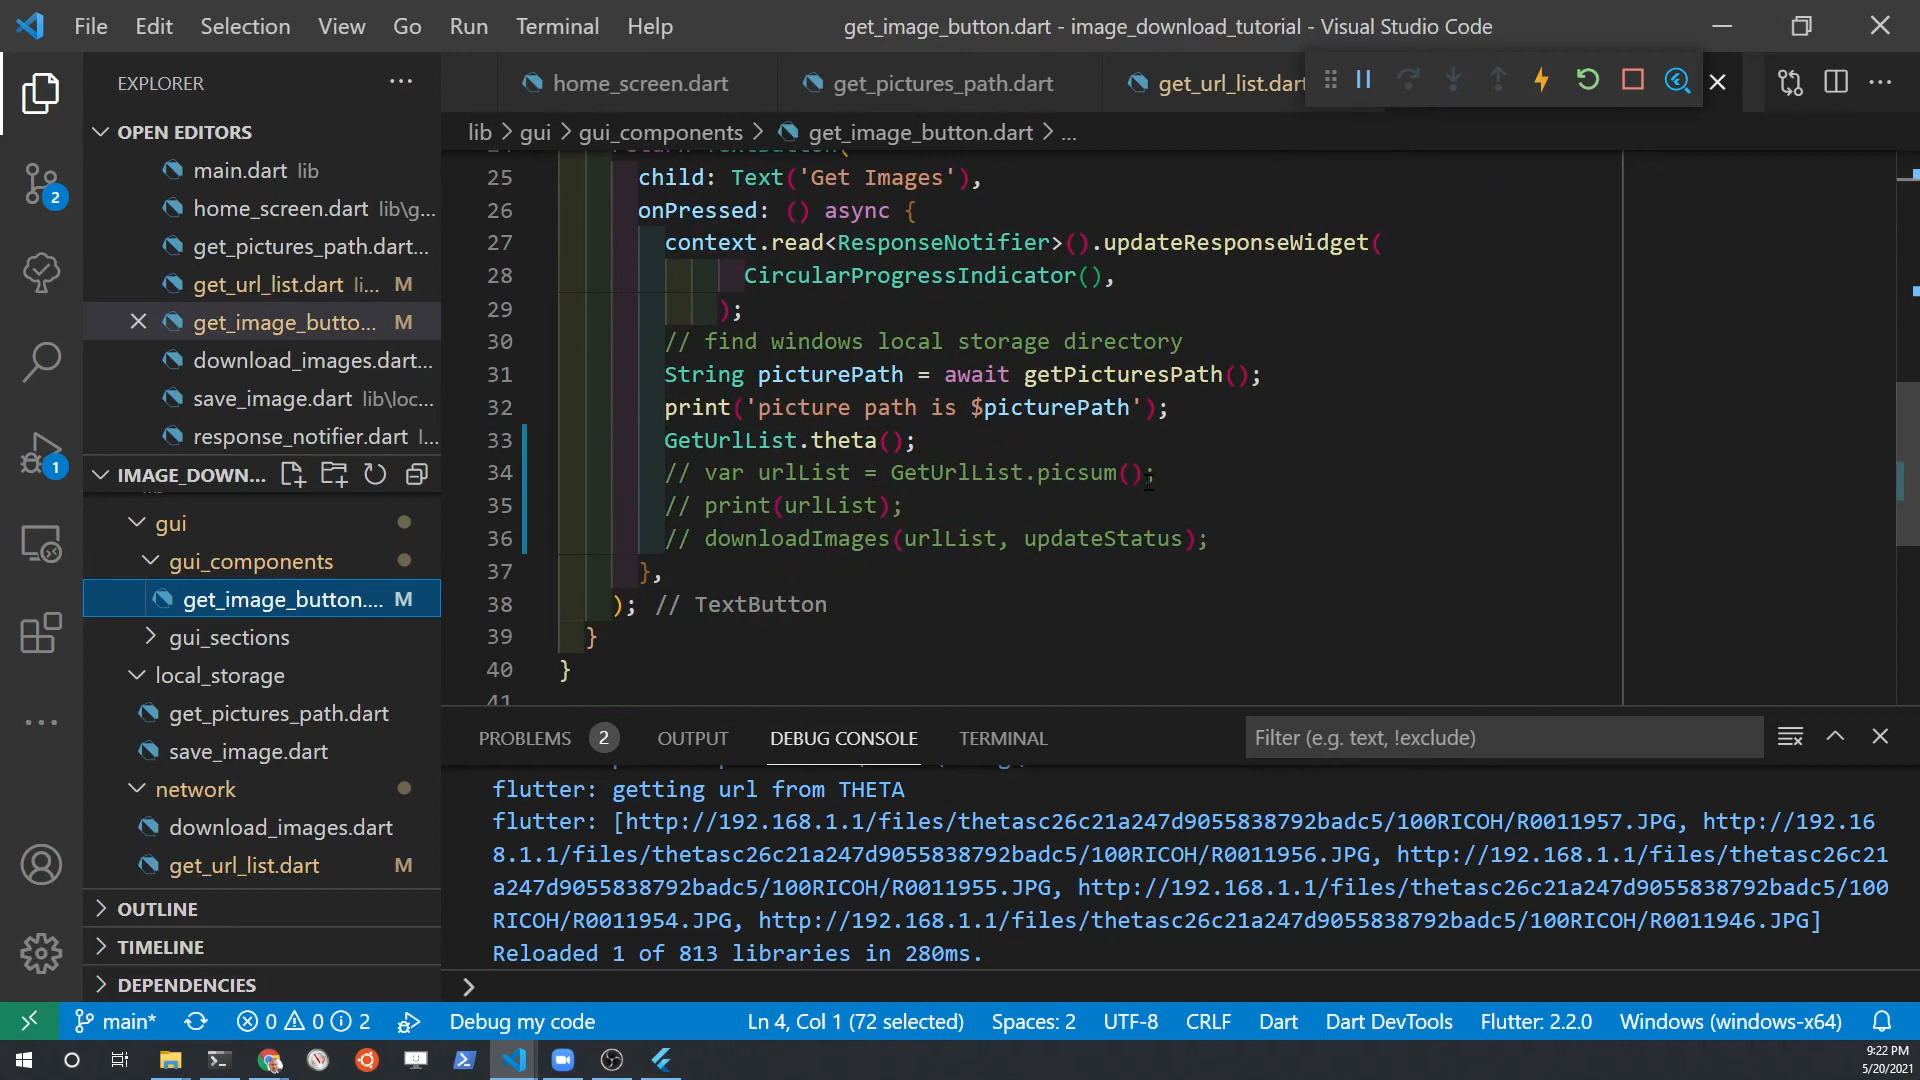 File Edit Selection View Go Run Terminal Help
get_image_button.dart - image_download_tutorial - Visual Studio Code
EXPLORER
home_screen.dart
get_pictures_path.dart
get_url_list.dart
OPEN EDITORS
lib > gui > gui_components > get_image_button.dart > ...
main.dart lib
home_screen.dart lib\g...
get_pictures_path.dart...
get_url_list.dart li... M
get_image_butto... M
download_images.dart...
save_image.dart lib\loc...
response_notifier.dart l...
IMAGE_DOWN...
gui
gui_components
get_image_button.... M
gui_sections
local_storage
get_pictures_path.dart
save_image.dart
network
download_images.dart
get_url_list.dart M
OUTLINE
TIMELINE
DEPENDENCIES
2
1
25 child: Text('Get Images'),
26 onPressed: () async {
27 context.read<ResponseNotifier>().updateResponseWidget(
28 CircularProgressIndicator(),
29 );
30 // find windows local storage directory
31 String picturePath = await getPicturesPath();
32 print('picture path is $picturePath');
33 GetUrlList.theta();
34 // var urlList = GetUrlList.picsum();
35 // print(urlList);
36 // downloadImages(urlList, updateStatus);
37 },
38 ); // TextButton
39 }
40 }
41
PROBLEMS 2 OUTPUT DEBUG CONSOLE TERMINAL Filter (e.g. text, !exclude)
flutter: getting url from THETA
flutter: [http://192.168.1.1/files/thetasc26c21a247d9055838792badc5/100RICOH/R0011957.JPG, http://192.16
8.1.1/files/thetasc26c21a247d9055838792badc5/100RICOH/R0011956.JPG, http://192.168.1.1/files/thetasc26c21
a247d9055838792badc5/100RICOH/R0011955.JPG, http://192.168.1.1/files/thetasc26c21a247d9055838792badc5/100
RICOH/R0011954.JPG, http://192.168.1.1/files/thetasc26c21a247d9055838792badc5/100RICOH/R0011946.JPG]
Reloaded 1 of 813 libraries in 280ms.
main* 0 0 2 Debug my code Ln 4, Col 1 (72 selected) Spaces: 2 UTF-8 CRLF Dart Dart DevTools Flutter: 2.2.0 Windows (windows-x64)
9:22 PM
5/20/2021